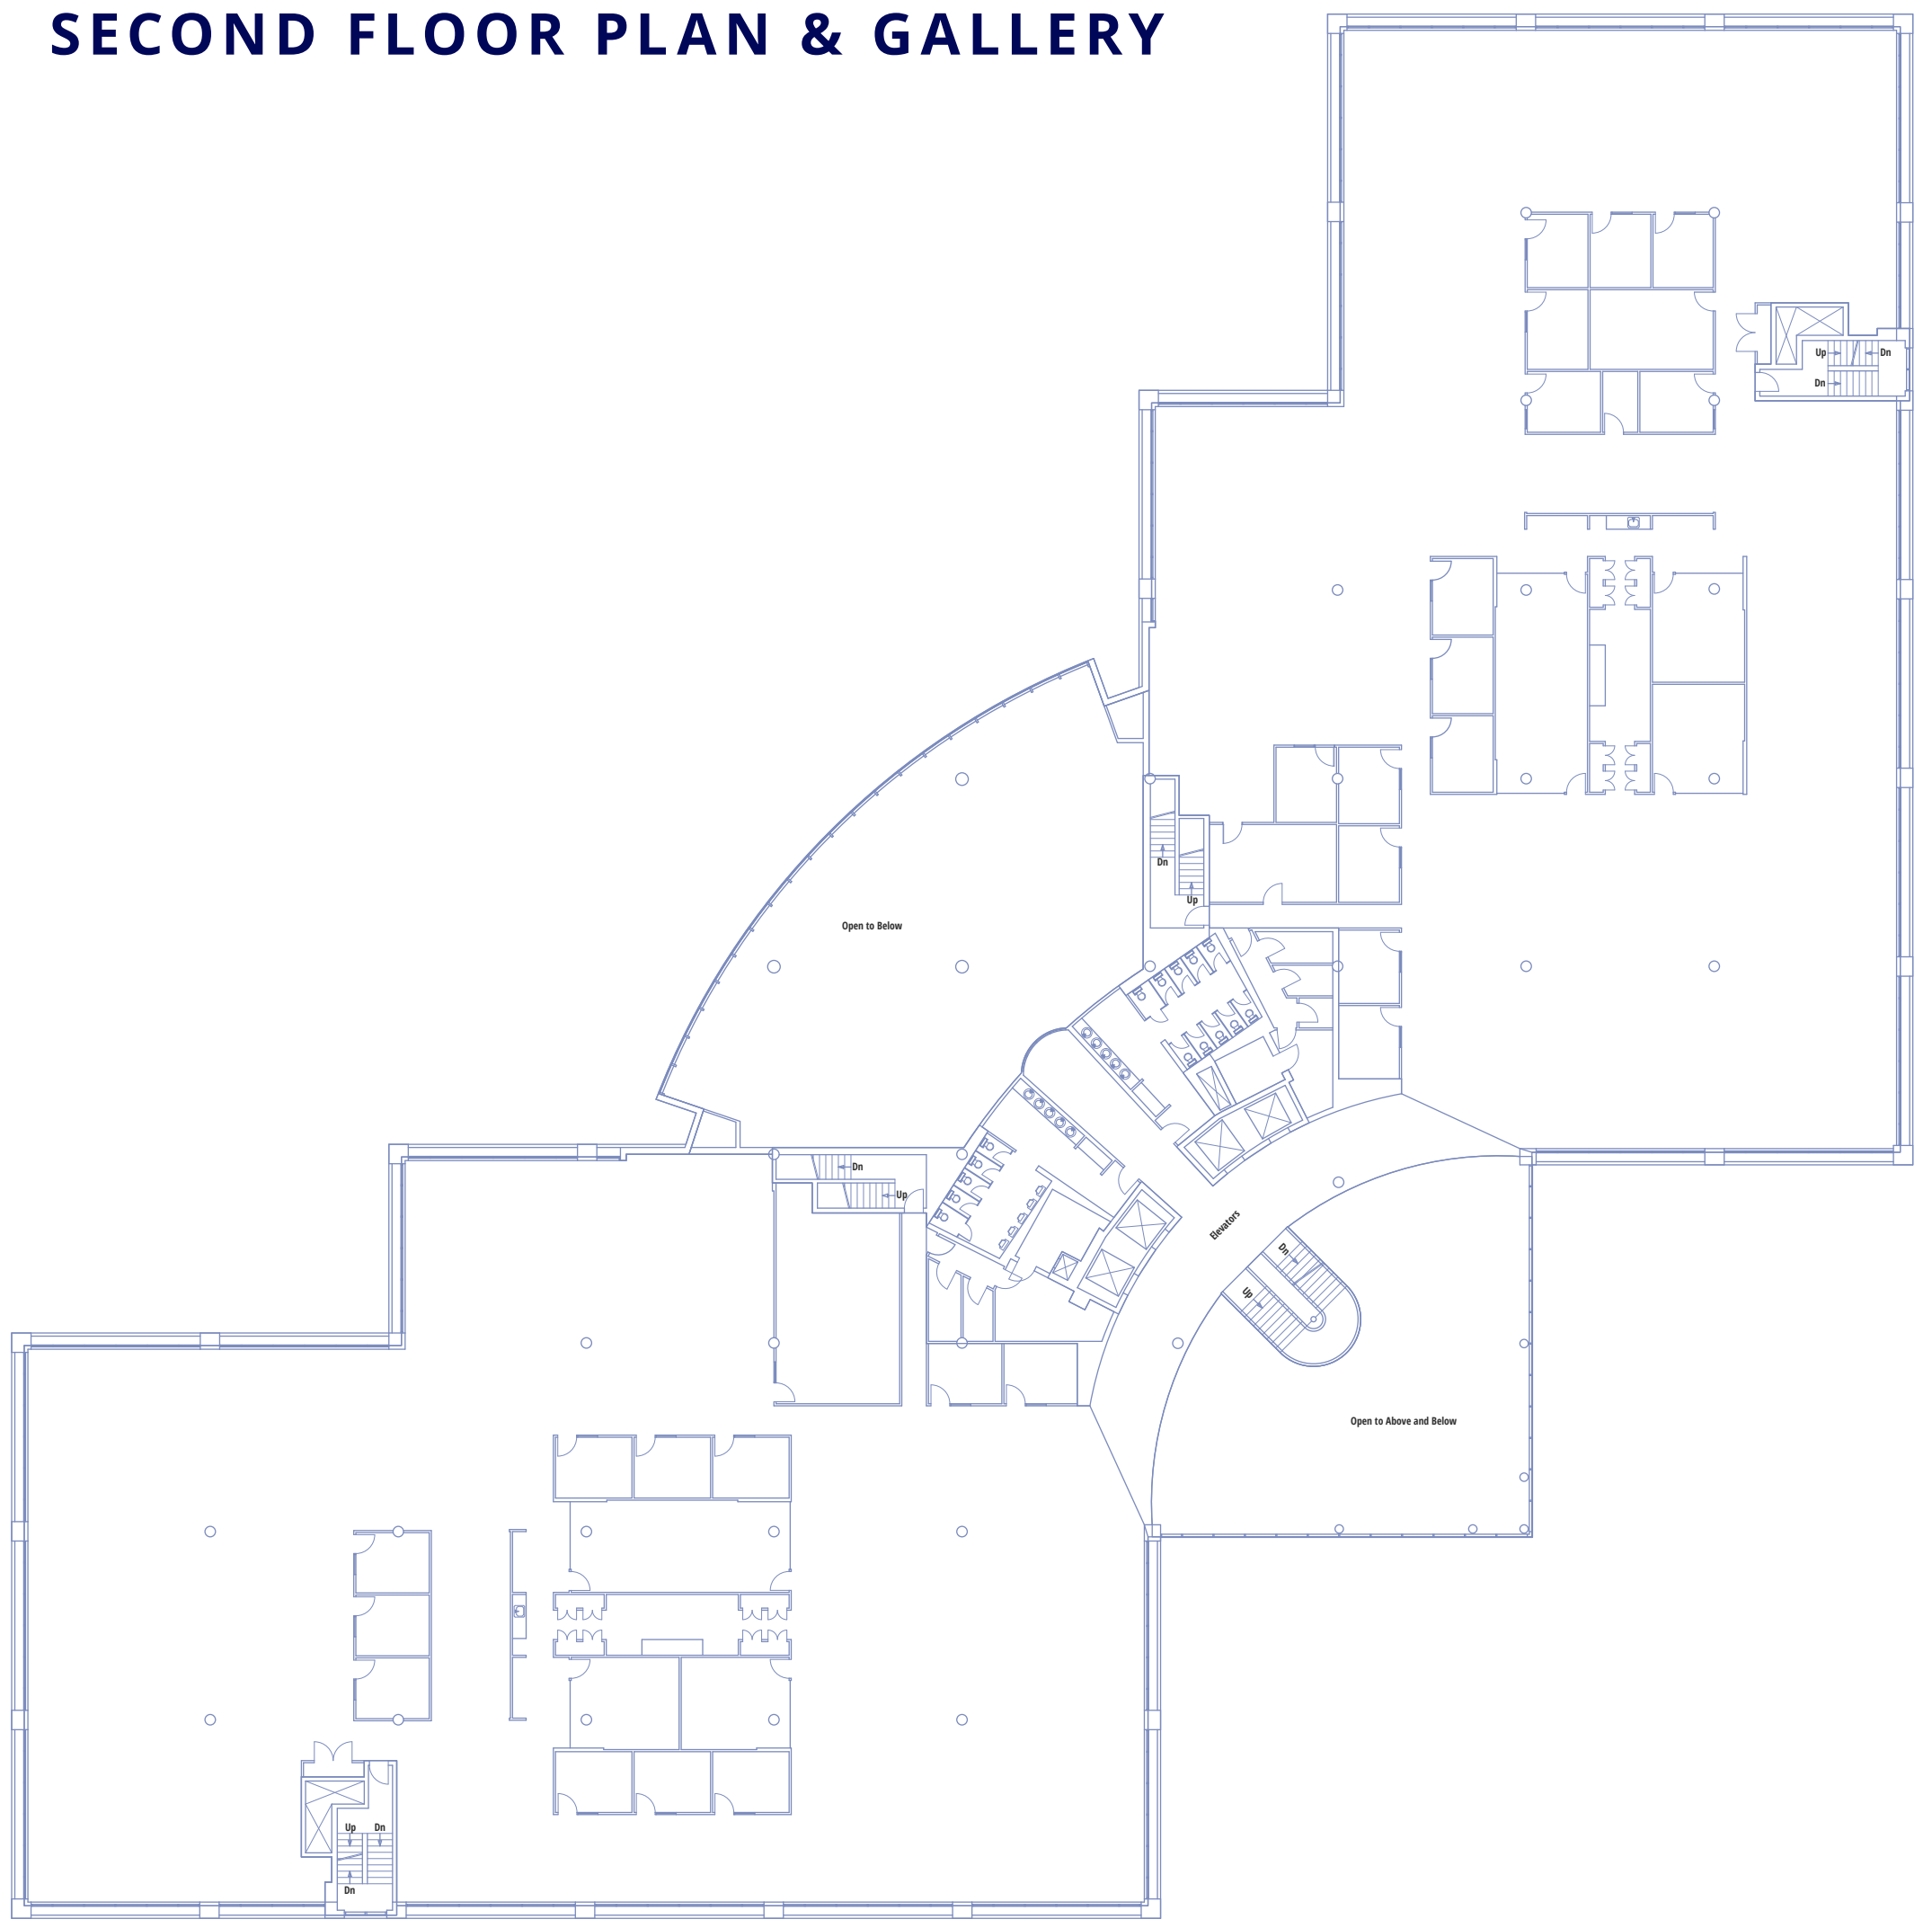 SECOND FLOOR PLAN & GALLERY
Up
Dn
Dn
Dn
Up
Open to Below
Dn
Up
Elevators
Dn
Up
Open to Above and Below
Up
Dn
Dn